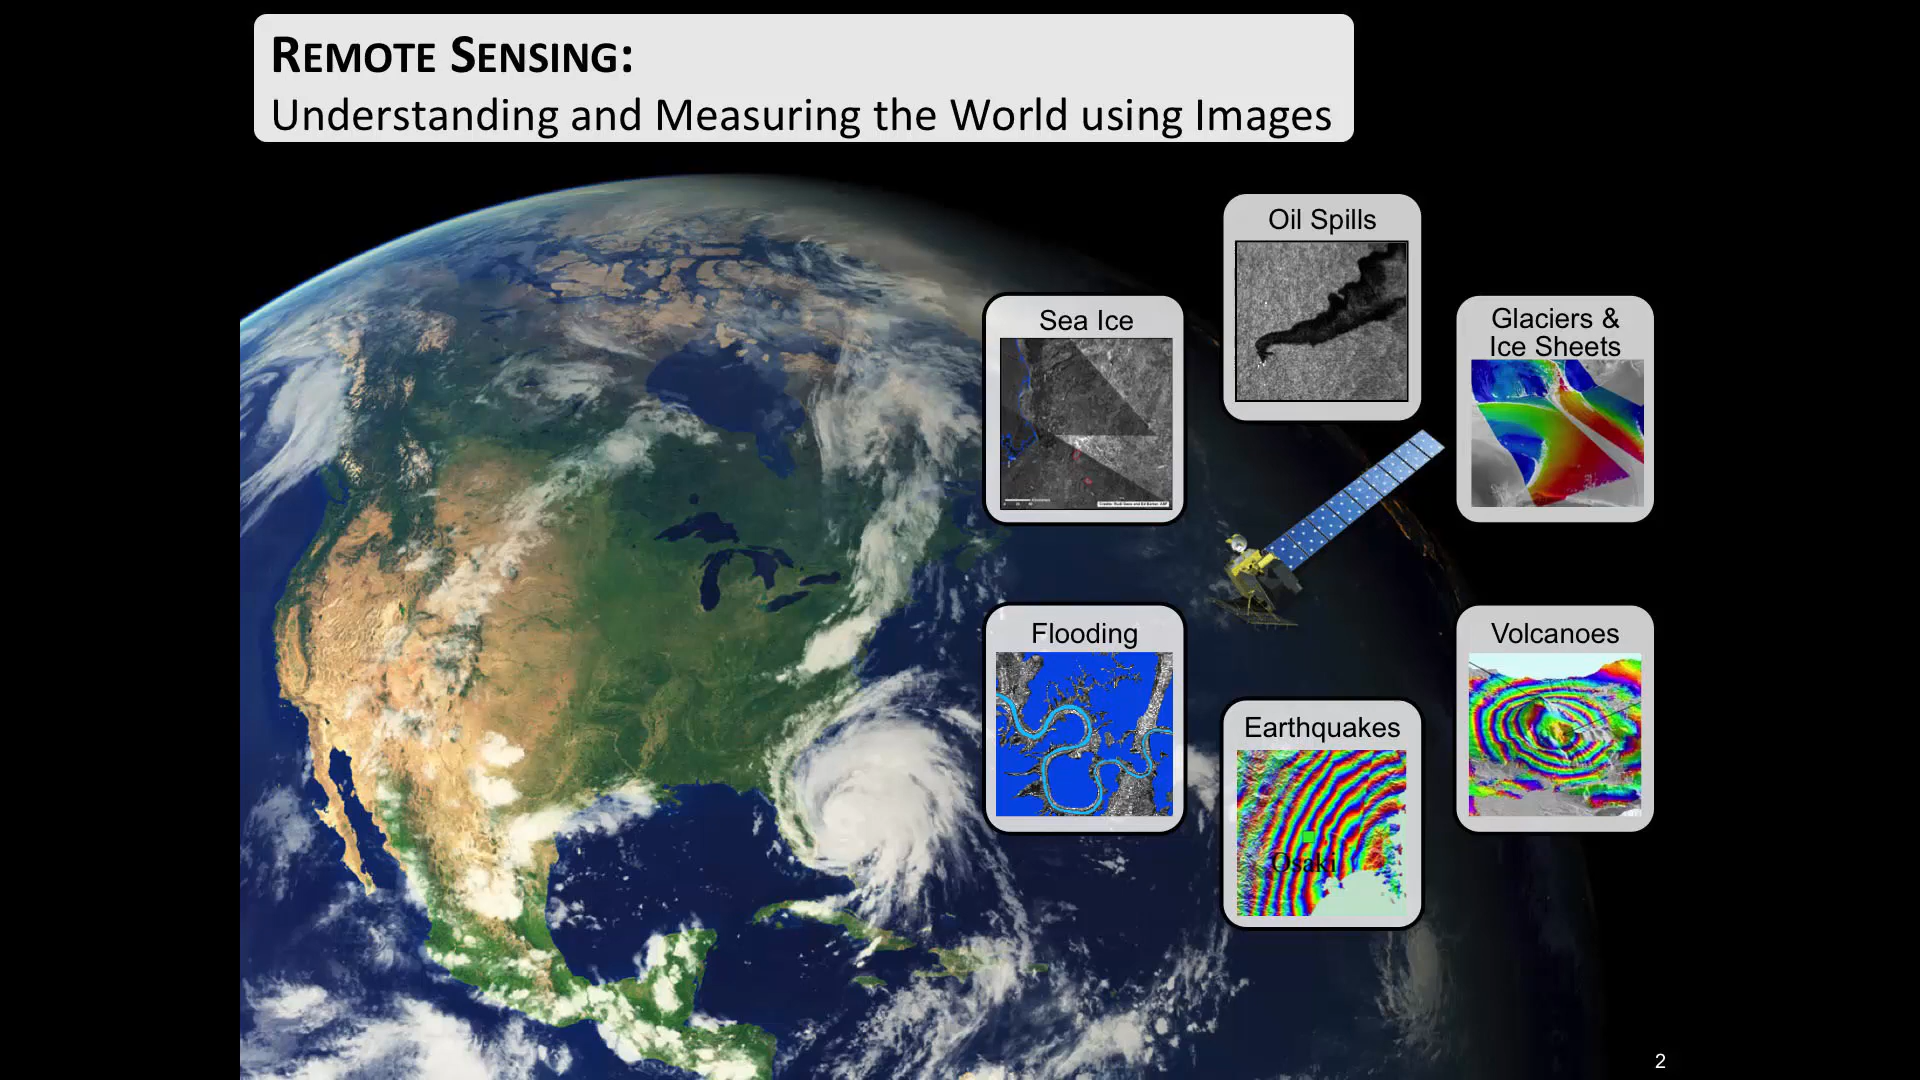 REMOTE SENSING:
Understanding and Measuring the World using Images
Oil Spills
Sea Ice
Glaciers &
Ice Sheets
Flooding
Volcanoes
Earthquakes
Osaki
2